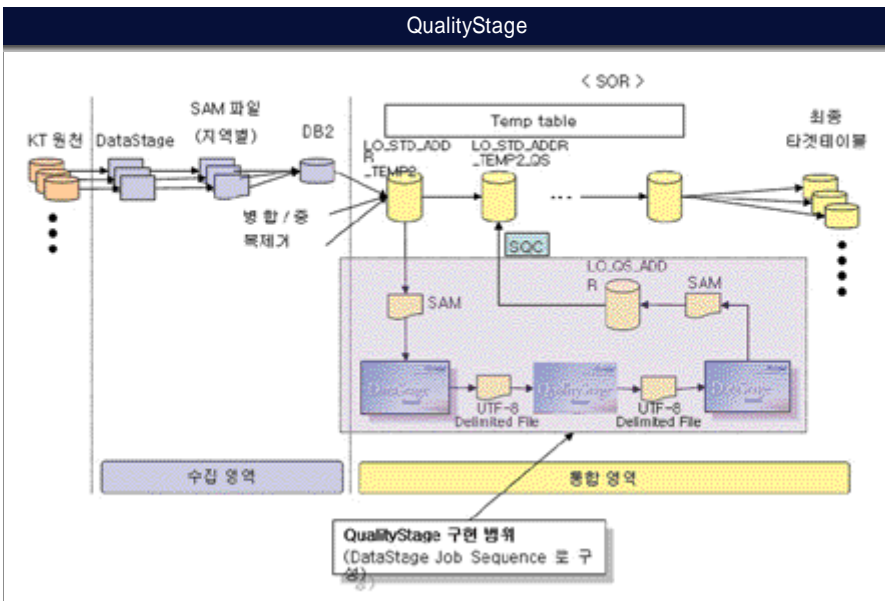 QualityStage
< SOR >
Temp table
KT 원천
DataStage
SAM 파일
(지역별)
DB2
LO_STD_ADD
R
_TEMP2
LO_STD_ADDR
_TEMP2_QS
최종
타겟테이블
병합 / 중
복제거
...
SQC
LO_QS_ADD
R
SAM
SAM
DataStage
QualityStage
DataStage
UTF-8
Delimited File
UTF-8
Delimited File
수집 영역
통합 영역
QualityStage 구현 범위
(DataStage Job Sequence 로 구
성)